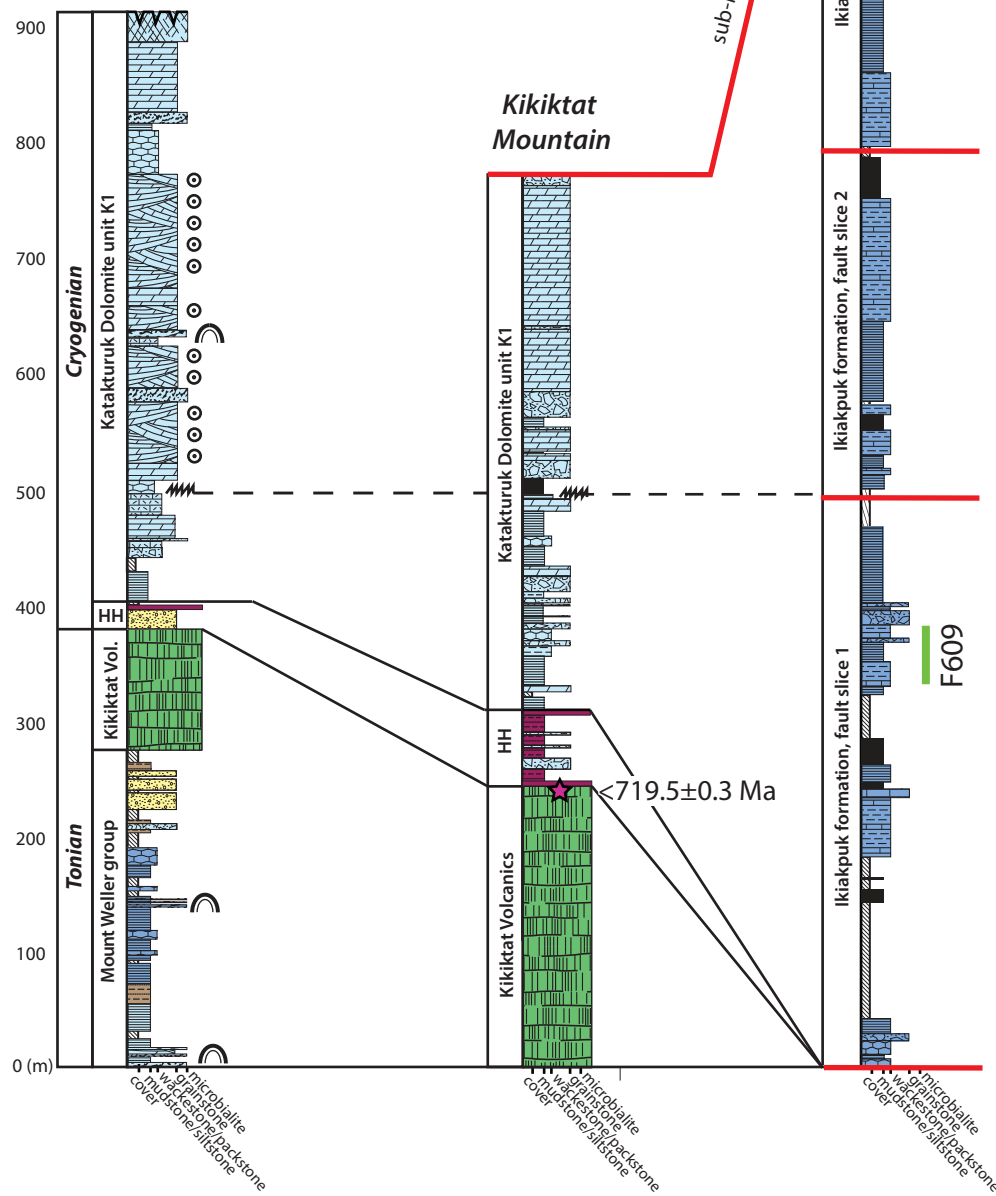 900
800
700
600
500
400
300
200
100
0 (m)
Cryogenian
Tonian
Katakturuk Dolomite unit K1
HH
Kikiktat Vol.
Mount Weller group
cover
mudstone/siltstone
wackestone/packstone
grainstone
microbialite
Kikiktat
Mountain
Katakturuk Dolomite unit K1
HH
Kikiktat Volcanics
<719.5±0.3 Ma
cover
mudstone/siltstone
wackestone/packstone
grainstone
microbialite
Ikiakpuk formation, fault slice 2
Ikiakpuk formation, fault slice 1
F609
cover
mudstone/siltstone
wackestone/packstone
grainstone
microbialite